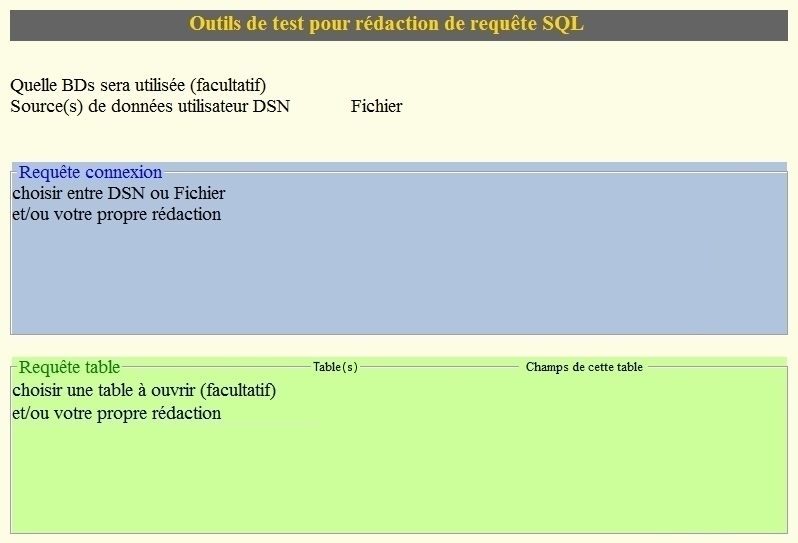 Outils de test pour rédaction de requête SQL
Quelle BDs sera utilisée (facultatif)
Source(s) de données utilisateur DSN Fichier
Requête connexion
choisir entre DSN ou Fichier
et/ou votre propre rédaction
Requête table Table(s) Champs de cette table
choisir une table à ouvrir (facultatif)
et/ou votre propre rédaction